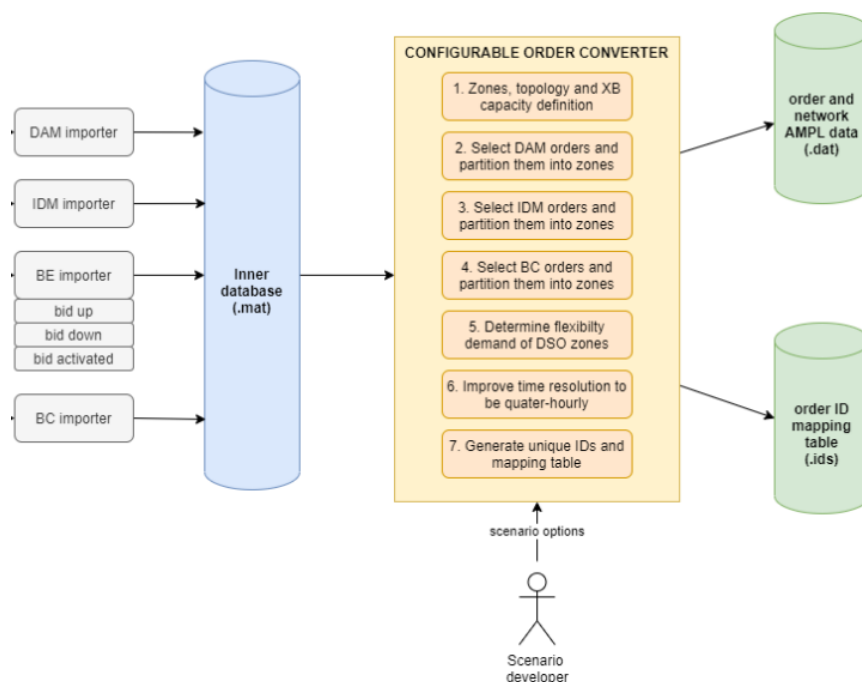 DAM importer
IDM importer
BE importer
bid up
bid down
bid activated
BC importer
Inner
database
(.mat)
CONFIGURABLE ORDER CONVERTER
1. Zones, topology and XB
capacity definition
2. Select DAM orders and
partition them into zones
3. Select IDM orders and
partition them into zones
4. Select BC orders and
partition them into zones
5. Determine flexibilty
demand of DSO zones
6. Improve time resolution to
be quater-hourly
7. Generate unique IDs and
mapping table
scenario options
Scenario
developer
order and
network
AMPL data
(.dat)
order ID
mapping
table
(.ids)